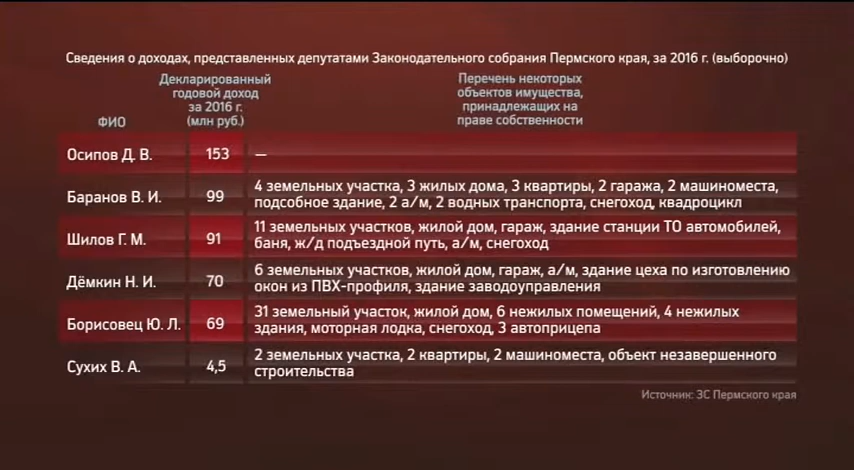 Сведения о доходах, представленных депутатами Законодательного собрания Пермского края, за 2016 г. (выборочно)
ФИО
Декларированный
годовой доход
за 2016 г.
(млн руб.)
Перечень некоторых
объектов имущества,
принадлежащих на
праве собственности
Осипов Д. В. 153 —
Баранов В. И. 99 4 земельных участка, 3 жилых дома, 3 квартиры, 2 гаража, 2 машиноместа,
подсобное здание, 2 а/м, 2 водных транспорта, снегоход, квадроцикл
Шилов Г. М. 91 11 земельных участков, жилой дом, гараж, здание станции ТО автомобилей,
баня, ж/д подъездной путь, а/м, снегоход
Дёмкин Н. И. 70 6 земельных участков, жилой дом, гараж, а/м, здание цеха по изготовлению
окон из ПВХ-профиля, здание заводоуправления
Борисовец Ю. Л. 69 31 земельный участок, жилой дом, 6 нежилых помещений, 4 нежилых
здания, моторная лодка, снегоход, 3 автоприцепа
Сухих В. А. 4,5 2 земельных участка, 2 квартиры, 2 машиноместа, объект незавершенного
строительства
Источник: ЗС Пермского края